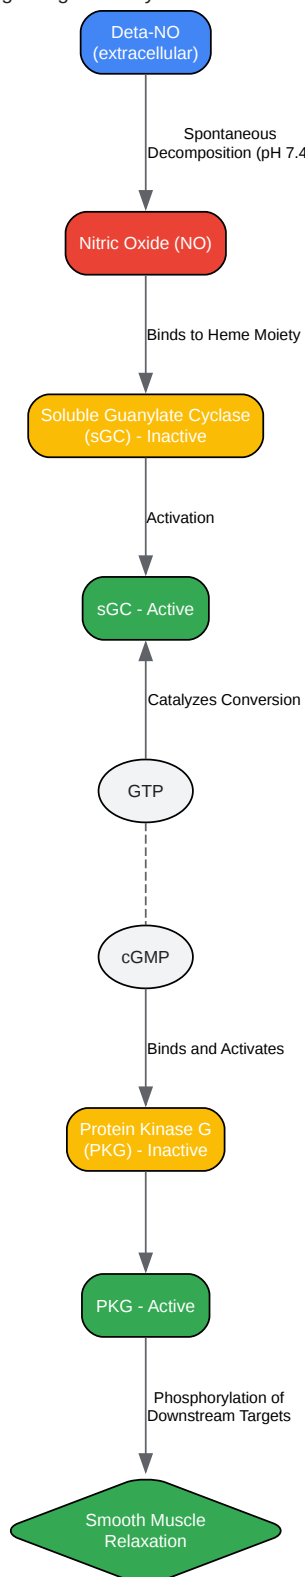 Deta-NO
(extracellular)
Spontaneous
Decomposition (pH 7.4
Nitric Oxide (NO)
Binds to Heme Moiety
Soluble Guanylate Cyclase
(sGC) - Inactive
Activation
sGC - Active
Catalyzes Conversion
GTP
cGMP
Binds and Activates
Protein Kinase G
(PKG) - Inactive
PKG - Active
Phosphorylation of
Downstream Targets
Smooth Muscle
Relaxation